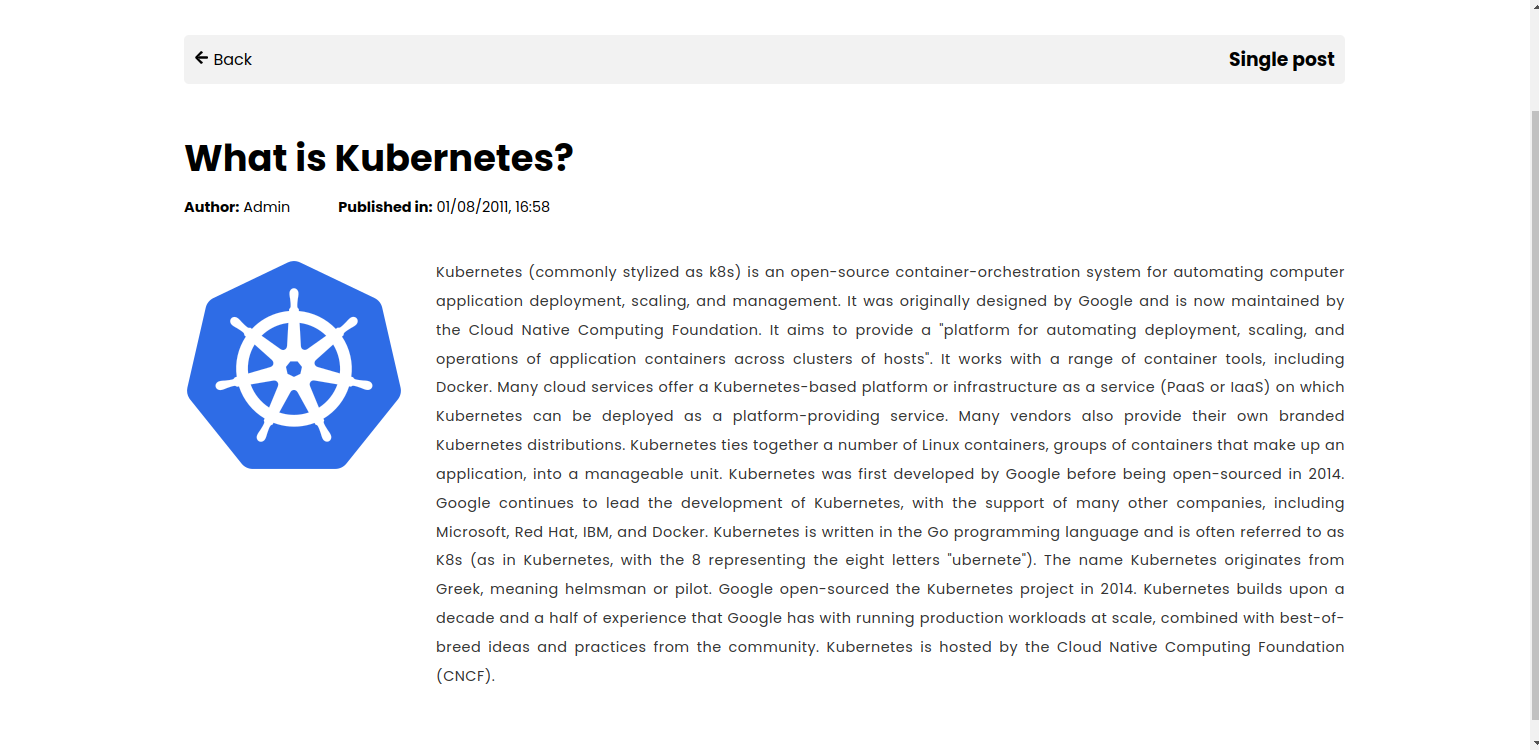 Back
Single post
What is Kubernetes?
Author: Admin
Published in: 01/08/2011, 16:58
Kubernetes (commonly stylized as k8s) is an open-source container-orchestration system for automating computer
application deployment, scaling, and management. It was originally designed by Google and is now maintained by
the Cloud Native Computing Foundation. It aims to provide a "platform for automating deployment, scaling, and
operations of application containers across clusters of hosts". It works with a range of container tools, including
Docker. Many cloud services offer a Kubernetes-based platform or infrastructure as a service (PaaS or IaaS) on which
Kubernetes can be deployed as a platform-providing service. Many vendors also provide their own branded
Kubernetes distributions. Kubernetes ties together a number of Linux containers, groups of containers that make up an
application, into a manageable unit. Kubernetes was first developed by Google before being open-sourced in 2014.
Google continues to lead the development of Kubernetes, with the support of many other companies, including
Microsoft, Red Hat, IBM, and Docker. Kubernetes is written in the Go programming language and is often referred to as
K8s (as in Kubernetes, with the 8 representing the eight letters "ubernete"). The name Kubernetes originates from
Greek, meaning helmsman or pilot. Google open-sourced the Kubernetes project in 2014. Kubernetes builds upon a
decade and a half of experience that Google has with running production workloads at scale, combined with best-of-
breed ideas and practices from the community. Kubernetes is hosted by the Cloud Native Computing Foundation
(CNCF).